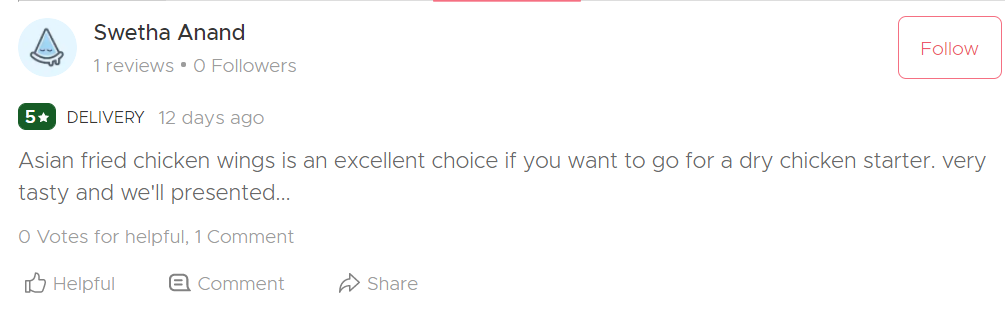 Swetha Anand
Follow
1 reviews • 0 Followers
5★ DELIVERY 12 days ago
Asian fried chicken wings is an excellent choice if you want to go for a dry chicken starter. very
tasty and we'll presented...
0 Votes for helpful, 1 Comment
Helpful Comment Share